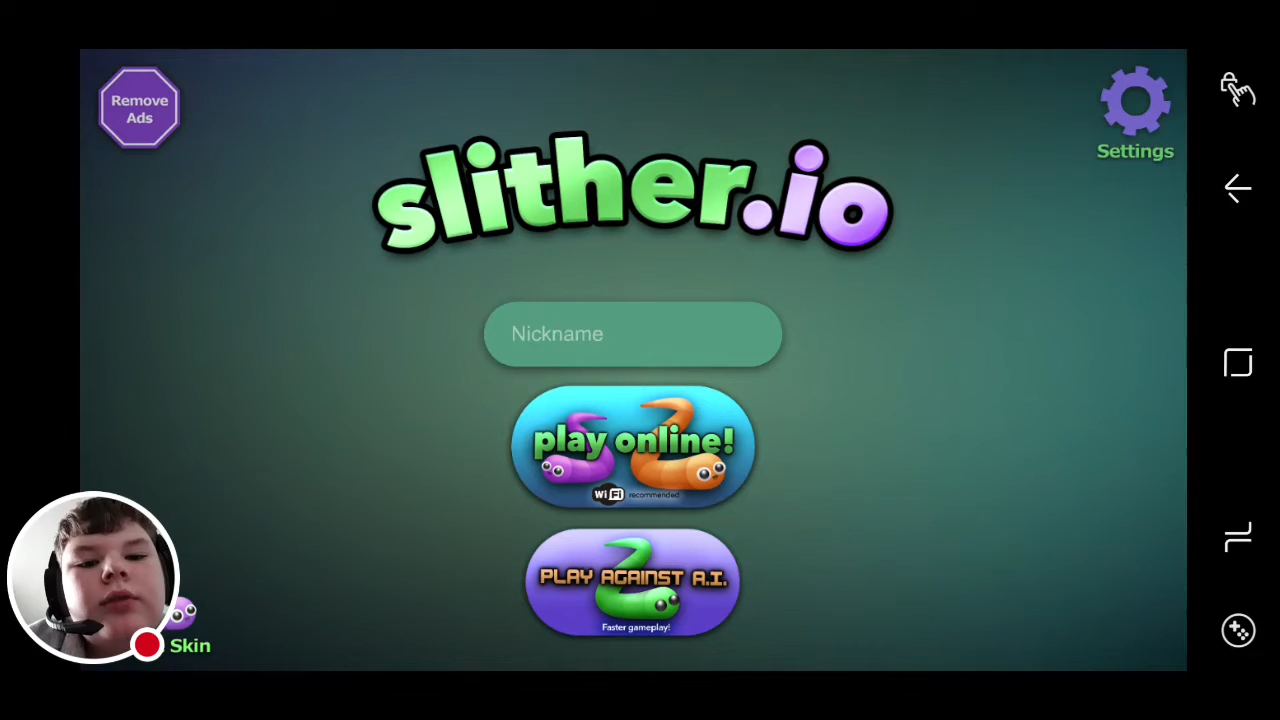 Remove
Ads
Settings
slither.io
Nickname
play online!
WiFi recommended
PLAY AGAINST A.I.
Faster gameplay!
Skin